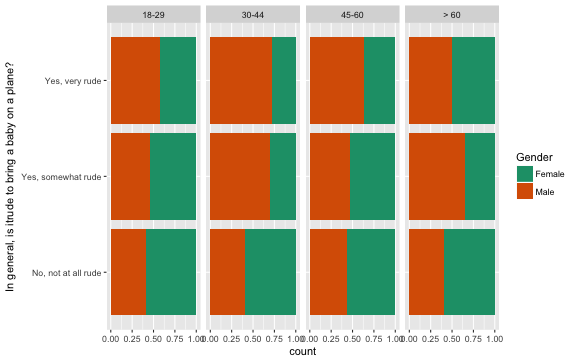 18-29 30-44 45-60 > 60
In general, is itrude to bring a baby on a plane?
Yes, very rude
Yes, somewhat rude
No, not at all rude
Gender
Female
Male
0.00 0.25 0.50 0.75 1.00 0.00 0.25 0.50 0.75 1.00 0.00 0.25 0.50 0.75 1.00 0.00 0.25 0.50 0.75 1.00
count